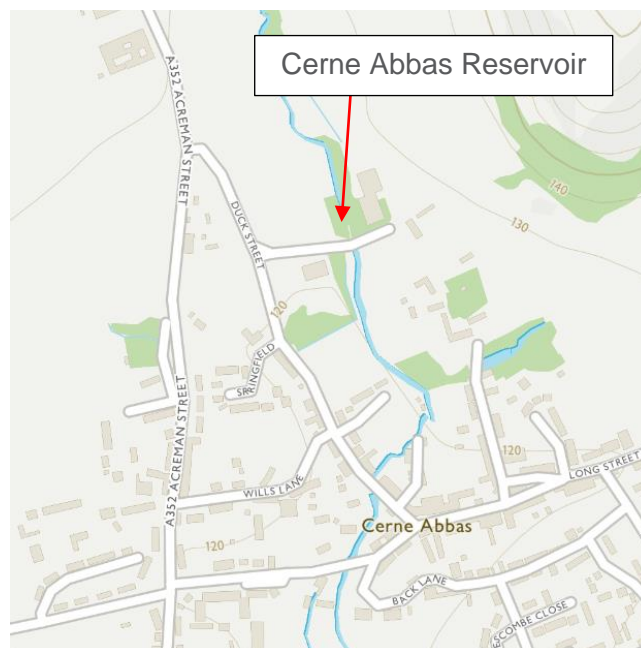 Cerne Abbas Reservoir
A352 ACREMAN STREET
140
130
DUCK STREET
120
SPRINGFIELD
A352 ACREMAN STREET
120
LONG STREET
WILLS LANE
Cerne Abbas
120
BACK LANE
ESCOMBE CLOSE